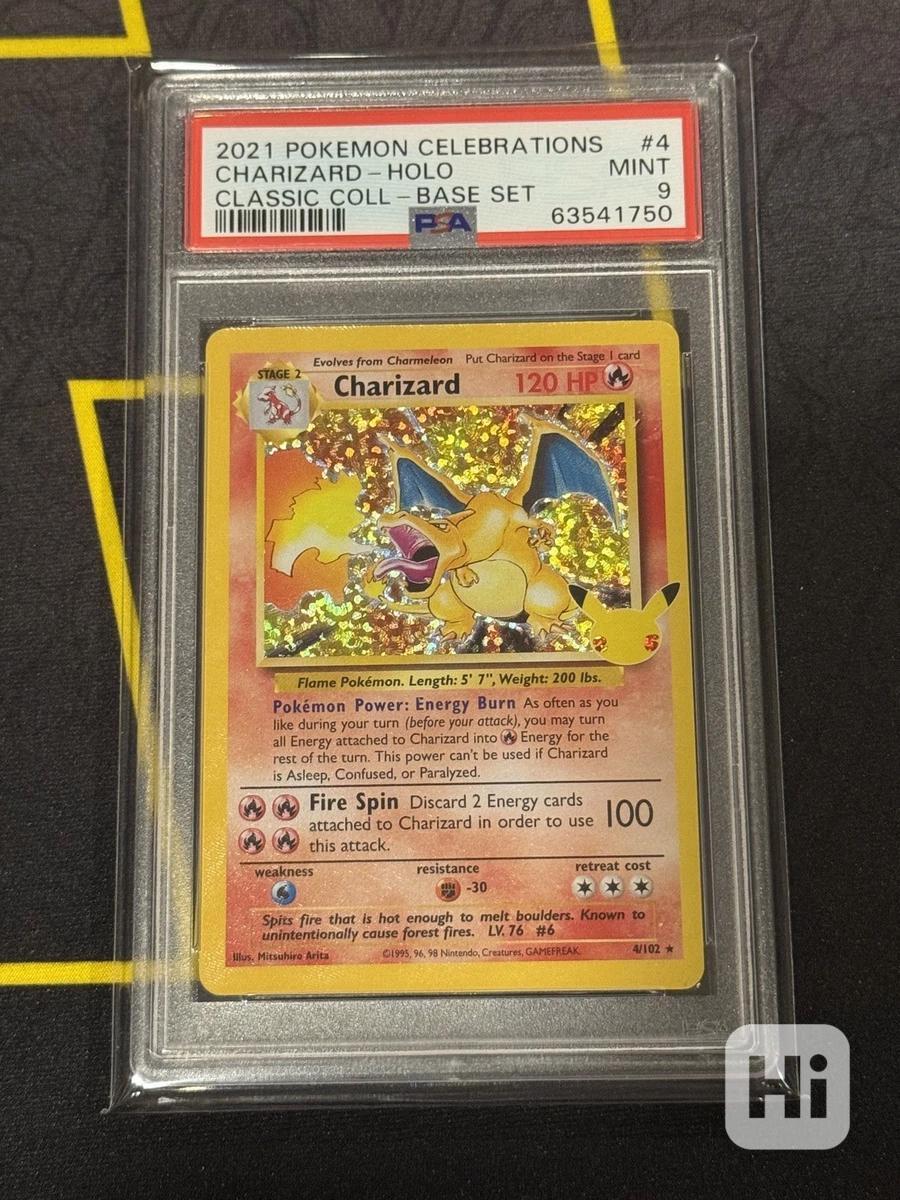 2021 POKEMON CELEBRATIONS #4
CHARIZARD - HOLO MINT
CLASSIC COLL - BASE SET 9
PSA 63541750
Evolves from Charmeleon Put Charizard on the Stage 1 card
STAGE 2
Charizard 120 HP
Flame Pokémon. Length: 5' 7", Weight: 200 lbs.
Pokémon Power: Energy Burn As often as you
like during your turn (before your attack), you may turn
all Energy attached to Charizard into Energy for the
rest of the turn. This power can't be used if Charizard
is Asleep, Confused, or Paralyzed.
Fire Spin Discard 2 Energy cards
attached to Charizard in order to use 100
this attack.
weakness resistance retreat cost
-30
Spits fire that is hot enough to melt boulders. Known to
unintentionally cause forest fires. LV. 76 #6
Illus. Mitsuhiro Arita ©1995, 96, 98 Nintendo, Creatures, GAMEFREAK. 4/102 ★
Hi